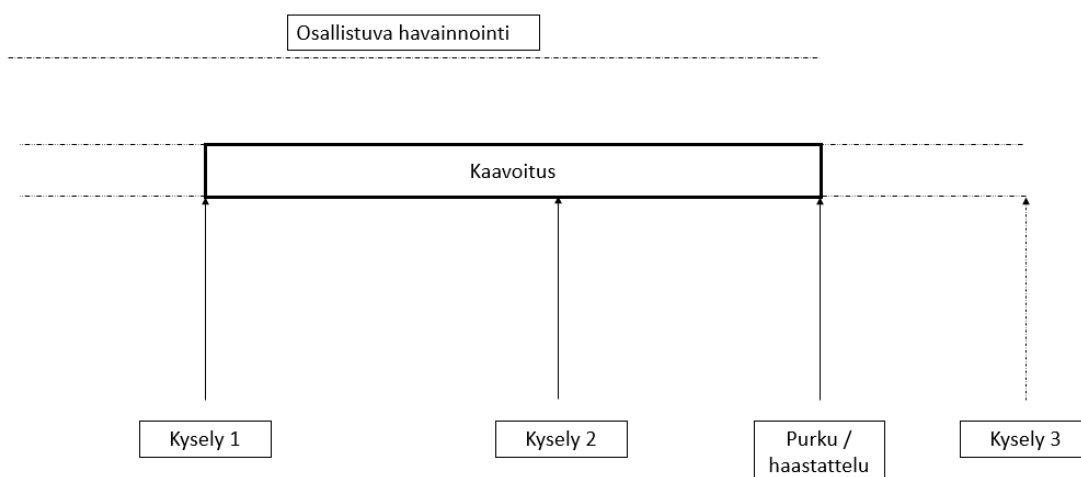 Osallistuva havainnointi
Kaavoitus
Kysely 1
Kysely 2
Purku /
haastattelu
Kysely 3